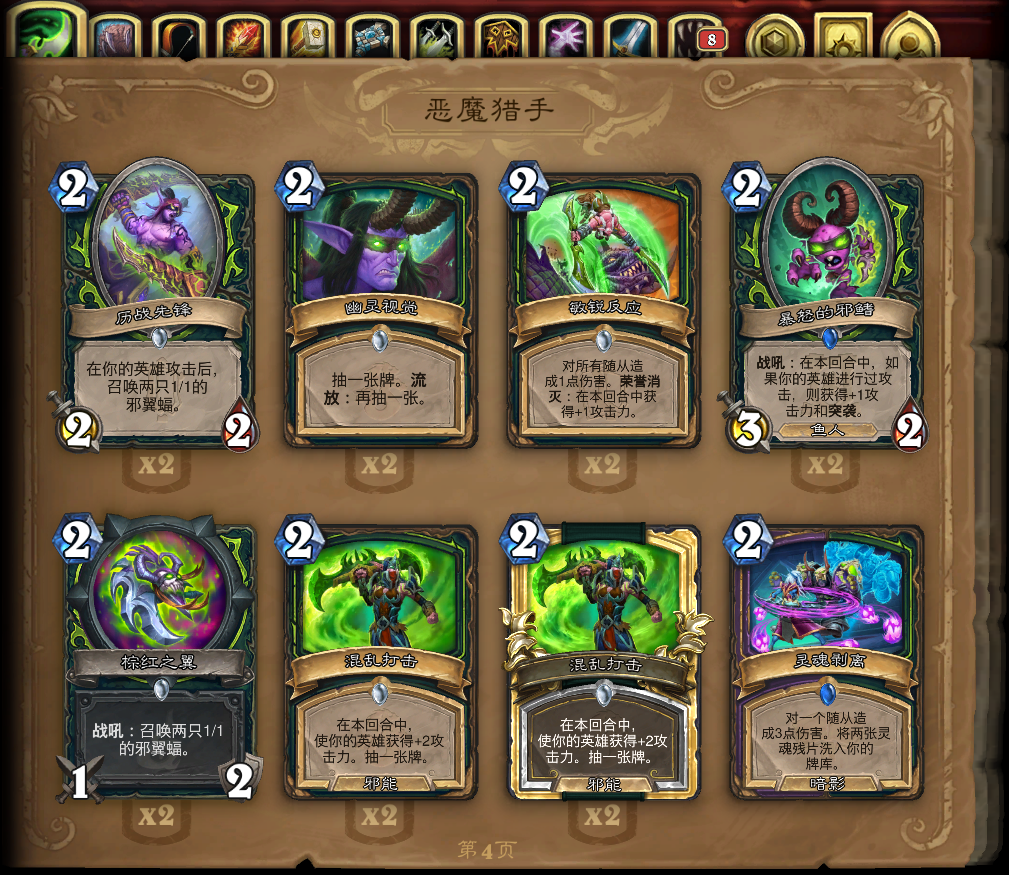 8
恶魔猎手
2
历战先锋
在你的英雄攻击后，
召唤两只1/1的
邪翼蝠。
2
2
x2
2
幽灵视觉
抽一张牌。流
放：再抽一张。
x2
2
敏锐反应
对所有随从造
成1点伤害。荣誉消
灭：在本回合中获
得+1攻击力。
x2
2
暴怒的邪鳍
战吼：在本回合中，如
果你的英雄进行过攻
击，则获得+1攻
击力和突袭。
鱼人
3
2
x2
2
棕红之翼
战吼：召唤两只1/1
的邪翼蝠。
1
2
x2
2
混乱打击
在本回合中，
使你的英雄获得+2攻
击力。抽一张牌。
邪能
x2
2
混乱打击
在本回合中，
使你的英雄获得+2攻
击力。抽一张牌。
邪能
x2
2
灵魂剥离
对一个随从造
成3点伤害。将两张灵
魂残片洗入你的
牌库。
暗影
第4页